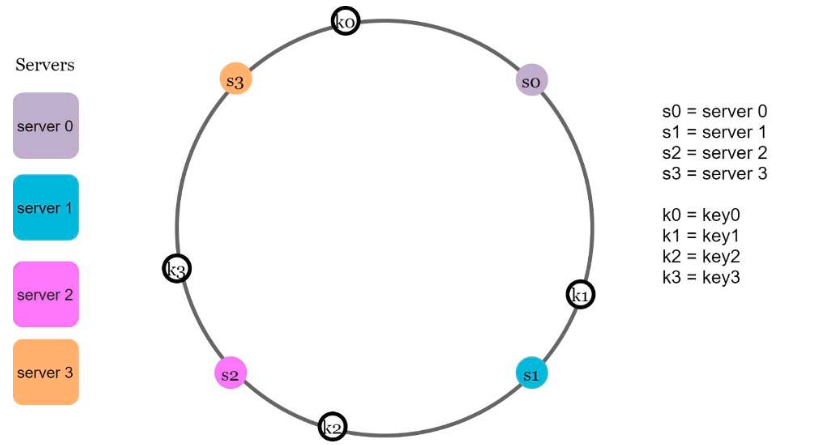 Servers
server 0
server 1
server 2
server 3
k0
s3
s0
k3
k1
s2
s1
k2
s0 = server 0
s1 = server 1
s2 = server 2
s3 = server 3
k0 = key0
k1 = key1
k2 = key2
k3 = key3